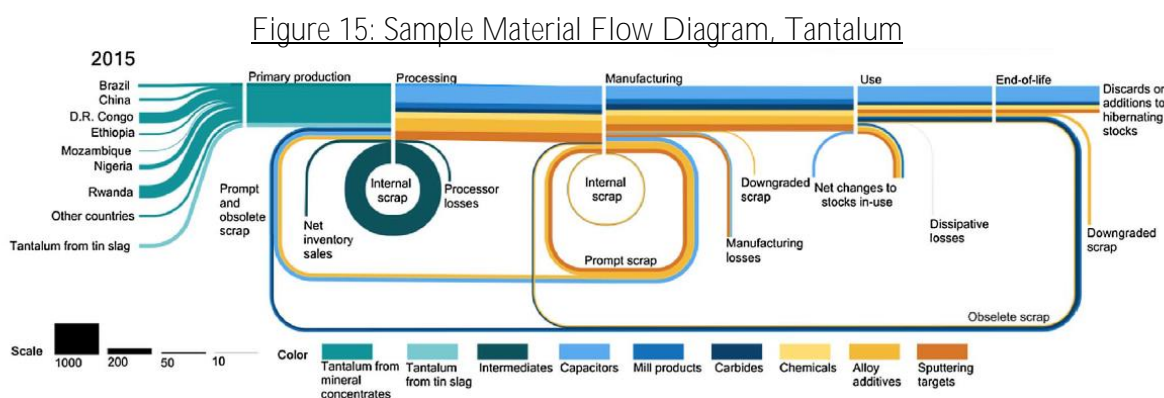 Figure 15: Sample Material Flow Diagram, Tantalum
2015
Primary production
Processing
Manufacturing
Use
End-of-life
Brazil
China
D.R. Congo
Ethiopia
Mozambique
Nigeria
Rwanda
Other countries
Tantalum from tin slag
Discards or
additions to
hibernating
stocks
Prompt
and
obsolete
scrap
Net
inventory
sales
Internal
scrap
Processor
losses
Internal
scrap
Prompt scrap
Downgraded
scrap
Manufacturing
losses
Net changes to
stocks in-use
Dissipative
losses
Downgraded
scrap
Obselete scrap
Scale
1000
200
50
10
Color
Tantalum from
mineral
concentrates
Tantalum
from tin slag
Intermediates
Capacitors
Mill products
Carbides
Chemicals
Alloy
additives
Sputtering
targets